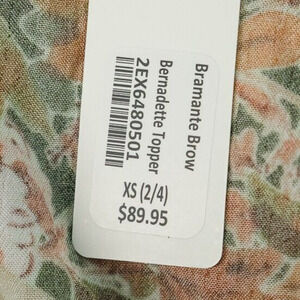 Bramante Brow
Bernadette Topper
2EX6480501
XS (2/4)
$89.95